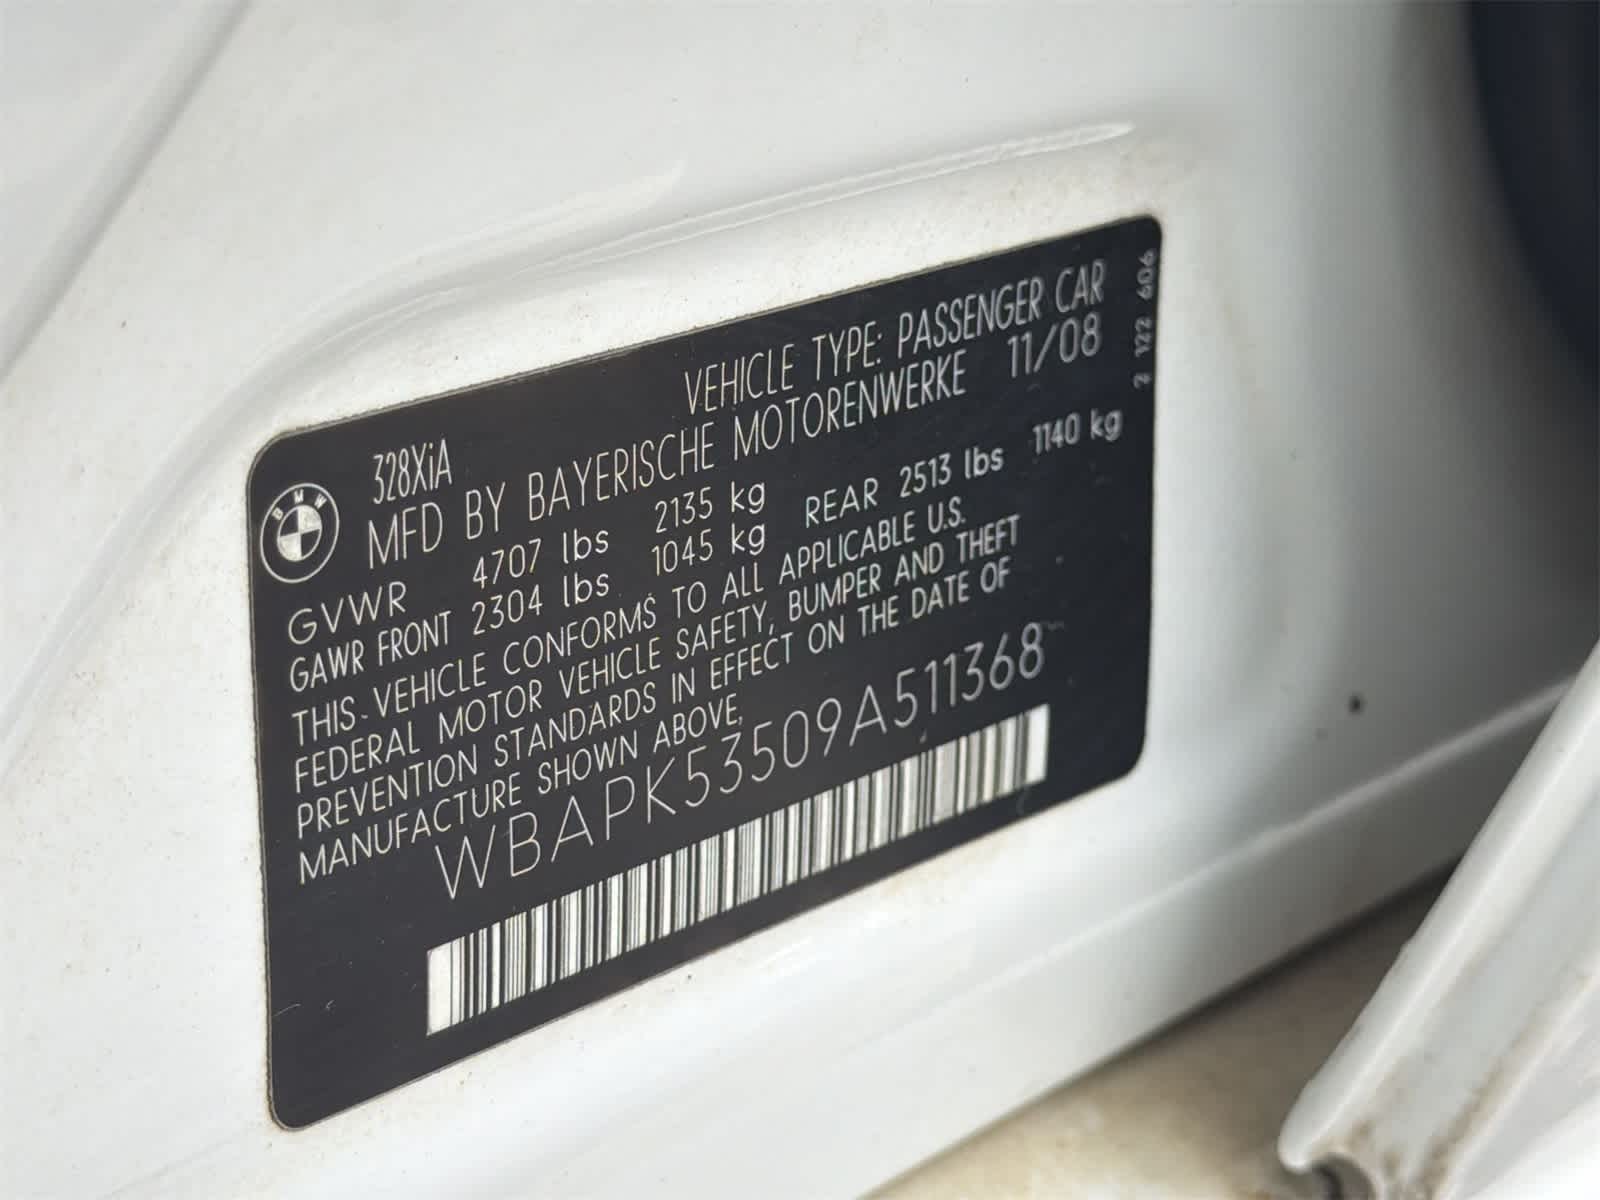 VEHICLE TYPE: PASSENGER CAR
328XiA
MFD BY BAYERISCHE MOTORENWERKE 11/08
GVWR 4707 lbs 2135 kg
GAWR FRONT 2304 lbs 1045 kg REAR 2513 lbs 1140 kg
THIS VEHICLE CONFORMS TO ALL APPLICABLE U.S.
FEDERAL MOTOR VEHICLE SAFETY, BUMPER AND THEFT
PREVENTION STANDARDS IN EFFECT ON THE DATE OF
MANUFACTURE SHOWN ABOVE.
WBAPK53509A511368
BMW
2 122 606